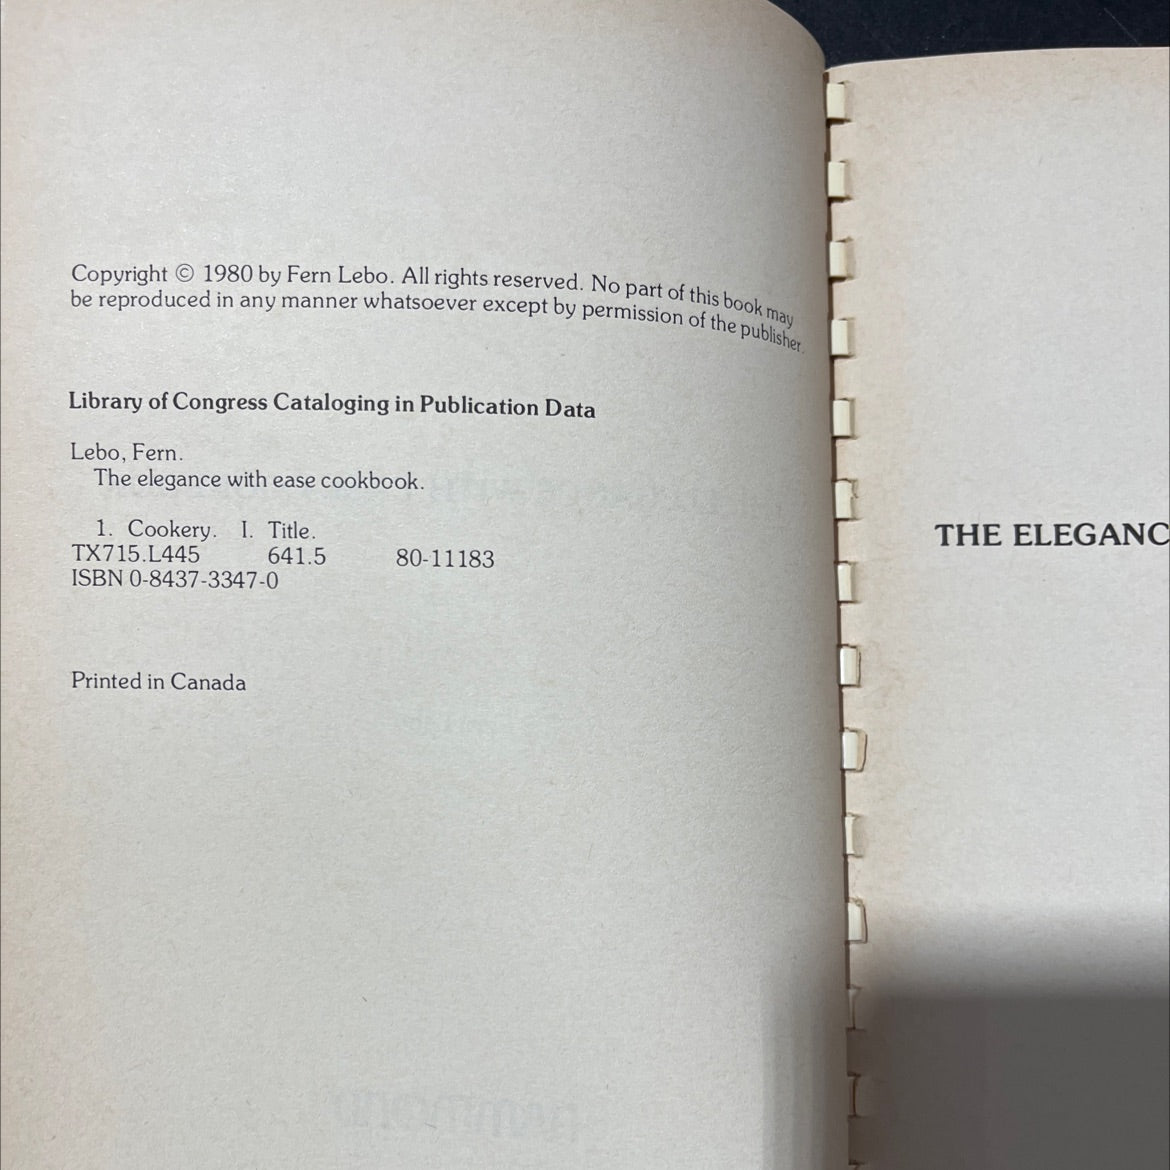 Copyright © 1980 by Fern Lebo. All rights reserved. No part of this book may
be reproduced in any manner whatsoever except by permission of the publisher.
Library of Congress Cataloging in Publication Data
Lebo, Fern.
The elegance with ease cookbook.
1. Cookery. I. Title.
TX715.L445 641.5 80-11183
ISBN 0-8437-3347-0
Printed in Canada
THE ELEGANC